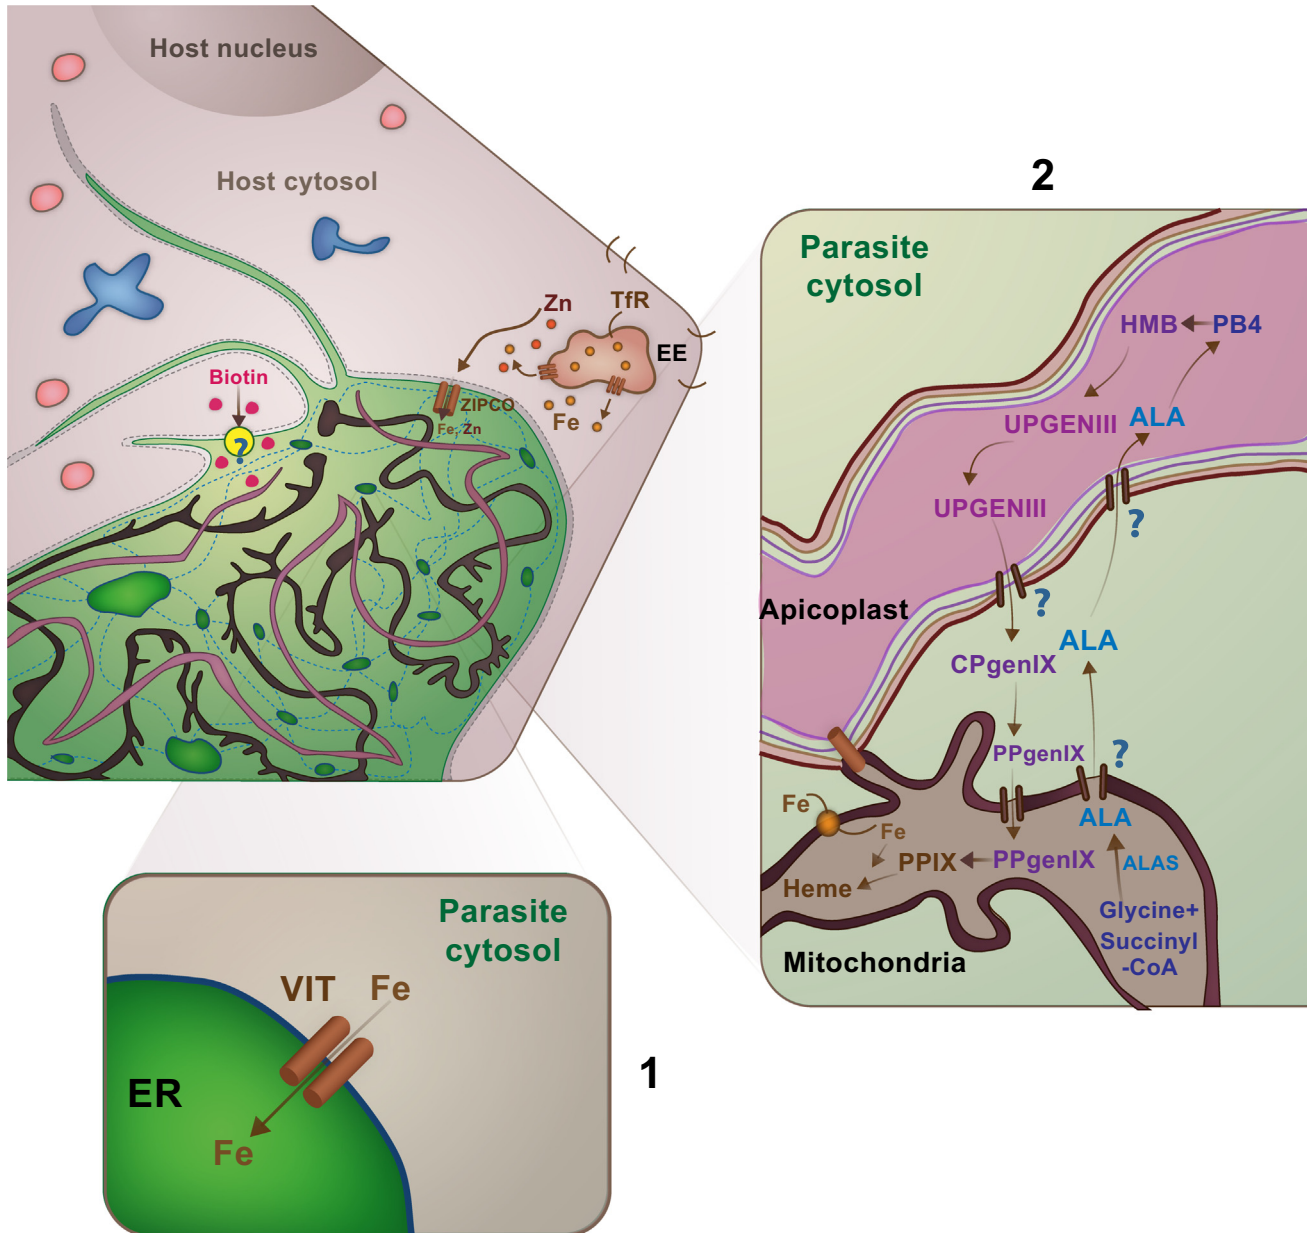 Host nucleus
Host cytosol
Zn
TfR
EE
Biotin
?
ZIPCO
Fe, Zn
Fe
2
Parasite
cytosol
HMB
PB4
UPGENIII
ALA
UPGENIII
?
Apicoplast
?
CPgenIX
ALA
PPgenIX
?
Fe
Fe
ALA
PPIX
PPgenIX
ALAS
Heme
Glycine+
Succinyl
-CoA
Mitochondria
Parasite
cytosol
VIT
Fe
ER
Fe
1